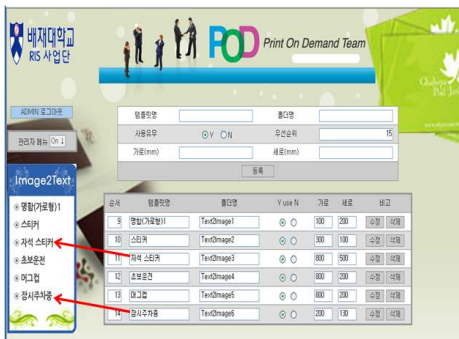 배재대학교
RIS 사업단
POD Print On Demand Team
ADMIN 로그아웃
관리자 메뉴 On ↓
Image2Text
명함(가로형)1
스티커
자석 스티커
초보운전
머그컵
잠시주차중
템플릿명 폴더명
사용유무 Y N 우선순위 15
가로(mm) 세로(mm)
등록
순서 템플릿명 폴더명 Y use N 가로 세로 비고
9 명함(가로형)1 Text2Image1 100 200 수정 삭제
10 스티커 Text2Image2 300 100 수정 삭제
11 자석 스티커 Text2Image3 800 500 수정 삭제
12 초보운전 Text2Image4 800 200 수정 삭제
13 머그컵 Text2Image5 800 200 수정 삭제
14 잠시주차중 Text2Image6 200 130 수정 삭제